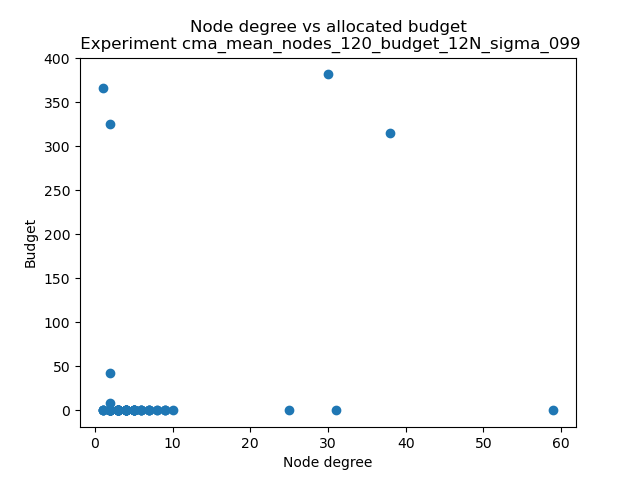 Node degree vs allocated budget
Experiment cma_mean_nodes_120_budget_12N_sigma_099
400
350
300
250
200
150
100
50
0
Budget
0 10 20 30 40 50 60
Node degree